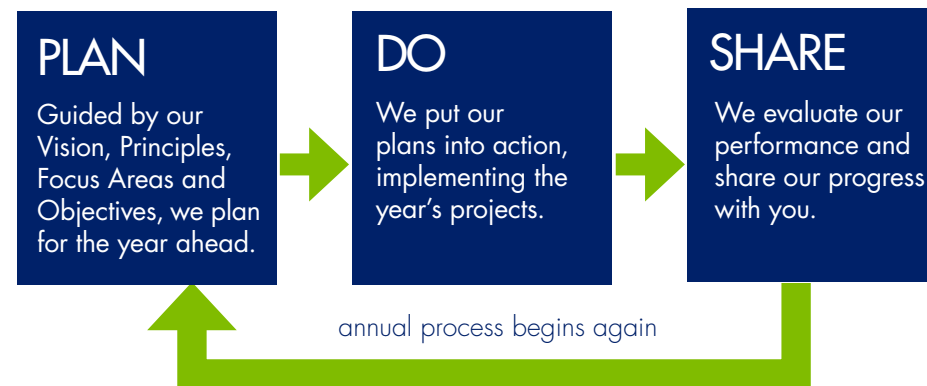 PLAN
Guided by our
Vision, Principles,
Focus Areas and
Objectives, we plan
for the year ahead.
DO
We put our
plans into action,
implementing the
year's projects.
SHARE
We evaluate our
performance and
share our progress
with you.
annual process begins again